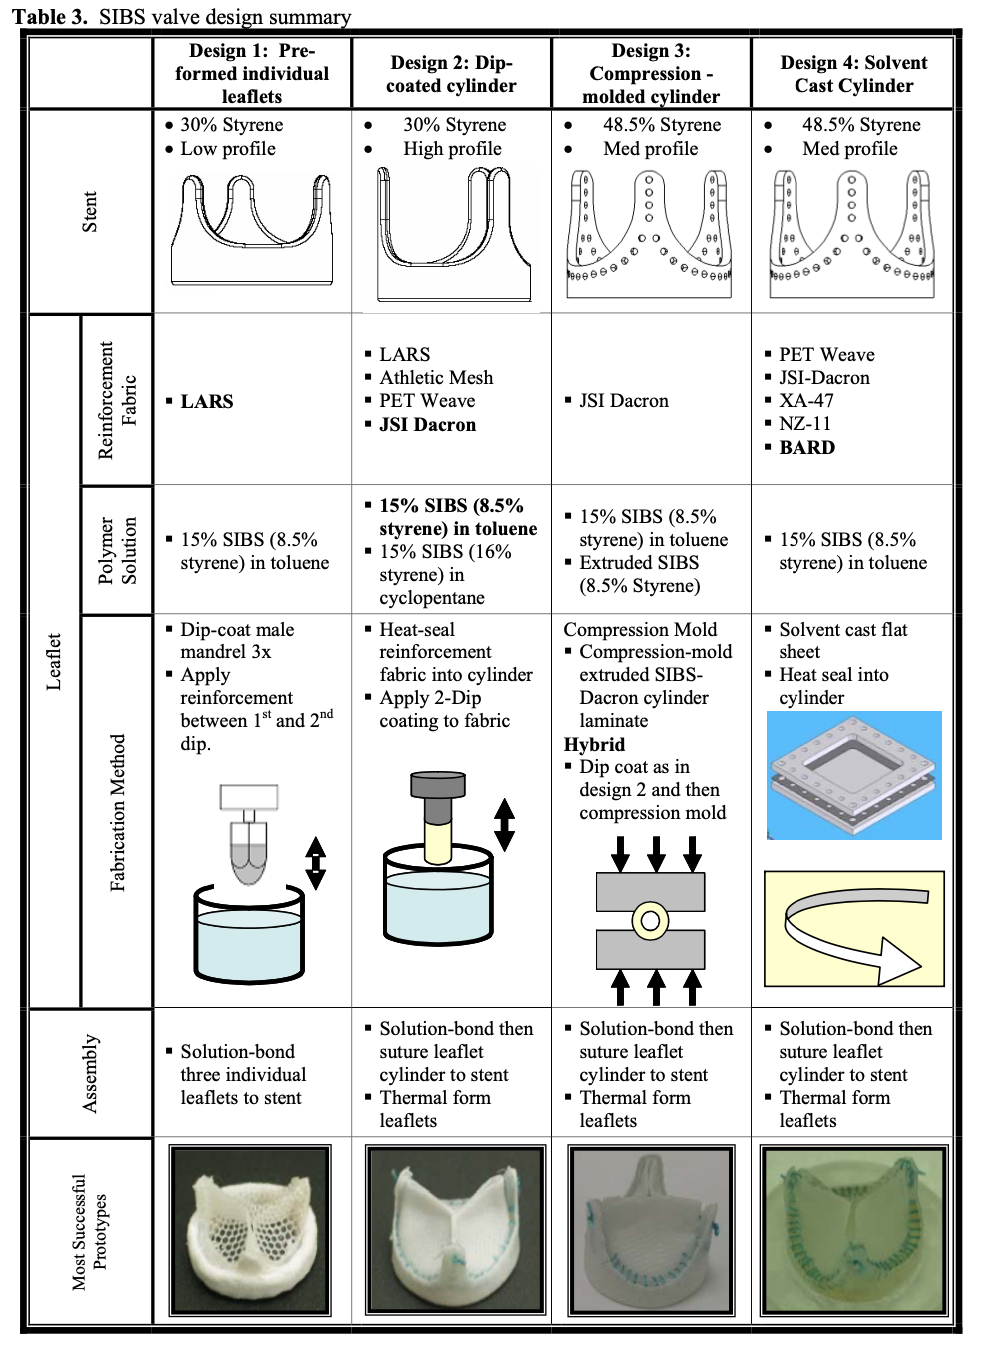 Table 3.  SIBS valve design summary
Design 1:  Pre-
formed individual
leaflets
Design 2: Dip-
coated cylinder
Design 3:
Compression -
molded cylinder
Design 4: Solvent
Cast Cylinder
Stent
• 30% Styrene
• Low profile
• 30% Styrene
• High profile
• 48.5% Styrene
• Med profile
• 48.5% Styrene
• Med profile
Leaflet
Reinforcement
Fabric
▪ LARS
▪ LARS
▪ Athletic Mesh
▪ PET Weave
▪ JSI Dacron
▪ JSI Dacron
▪ PET Weave
▪ JSI-Dacron
▪ XA-47
▪ NZ-11
▪ BARD
Polymer
Solution
▪ 15% SIBS (8.5%
styrene) in toluene
▪ 15% SIBS (8.5%
styrene) in toluene
▪ 15% SIBS (16%
styrene) in
cyclopentane
▪ 15% SIBS (8.5%
styrene) in toluene
▪ Extruded SIBS
(8.5% Styrene)
▪ 15% SIBS (8.5%
styrene) in toluene
Fabrication Method
▪ Dip-coat male
mandrel 3x
▪ Apply
reinforcement
between 1st and 2nd
dip.
▪ Heat-seal
reinforcement
fabric into cylinder
▪ Apply 2-Dip
coating to fabric
Compression Mold
▪ Compression-mold
extruded SIBS-
Dacron cylinder
laminate
Hybrid
▪ Dip coat as in
design 2 and then
compression mold
▪ Solvent cast flat
sheet
▪ Heat seal into
cylinder
Assembly
▪ Solution-bond
three individual
leaflets to stent
▪ Solution-bond then
suture leaflet
cylinder to stent
▪ Thermal form
leaflets
▪ Solution-bond then
suture leaflet
cylinder to stent
▪ Thermal form
leaflets
▪ Solution-bond then
suture leaflet
cylinder to stent
▪ Thermal form
leaflets
Most Successful
Prototypes